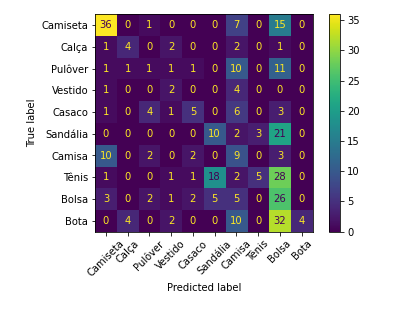 Camiseta 36 0 1 0 0 0 7 0 15 0
Calça 1 4 0 2 0 0 2 0 1 0
Pulôver 1 1 1 1 1 0 10 0 11 0
Vestido 1 0 0 2 0 0 4 0 0 0
Casaco 1 0 4 1 5 0 6 0 3 0
Sandália 0 0 0 0 0 10 2 3 21 0
Camisa 10 0 2 0 2 0 9 0 3 0
Tênis 1 0 0 1 1 18 2 5 28 0
Bolsa 3 0 2 1 2 5 5 0 26 0
Bota 0 4 0 2 0 0 10 0 32 4
Camiseta Calça Pulôver Vestido Casaco Sandália Camisa Tênis Bolsa Bota
Predicted label
True label
35
30
25
20
15
10
5
0